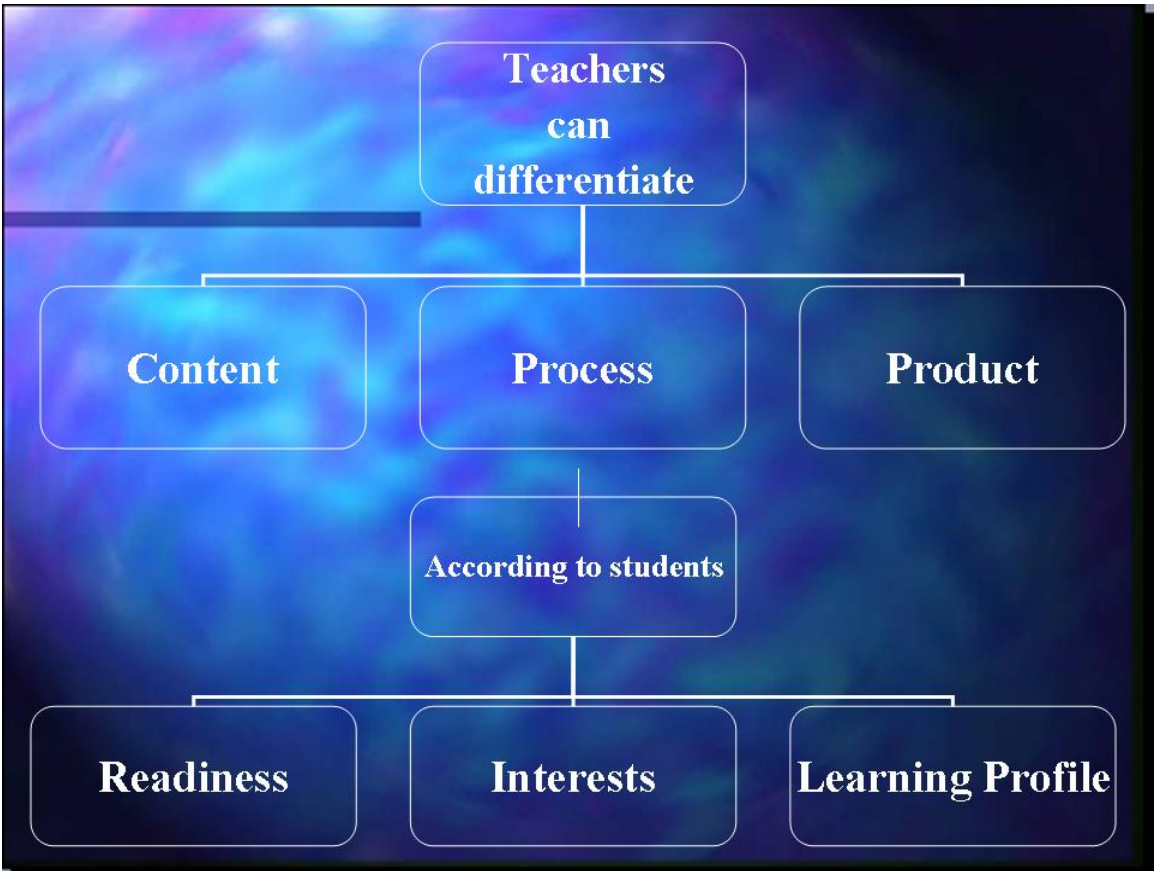 Teachers
can
differentiate
Content
Process
Product
According to students
Readiness
Interests
Learning Profile